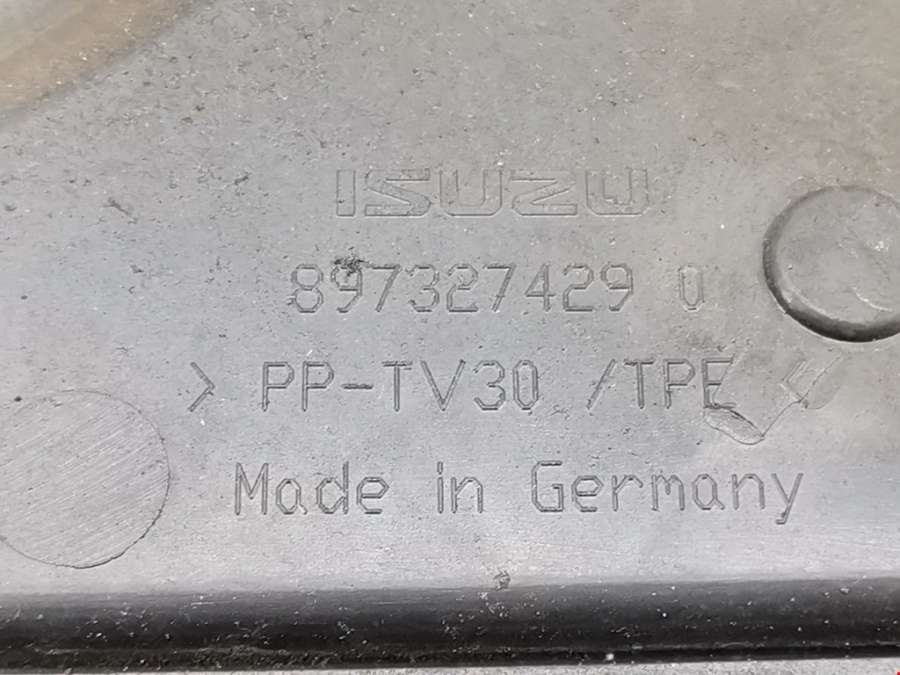 ISUZU
897327429 0
> PP-TV30 /TPE <
Made in Germany